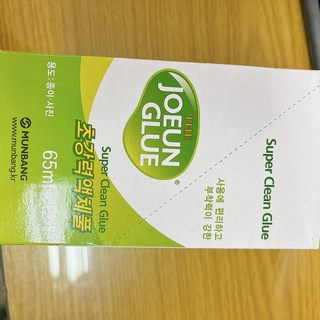 Super Clean Glue
사용에 편리하고
부착력이 강한
JOEUN
GLUE
®
Super Clean Glue
초강력액체풀
65ml
용도 : 종이·사진
MUNBANG
www.munbang.kr